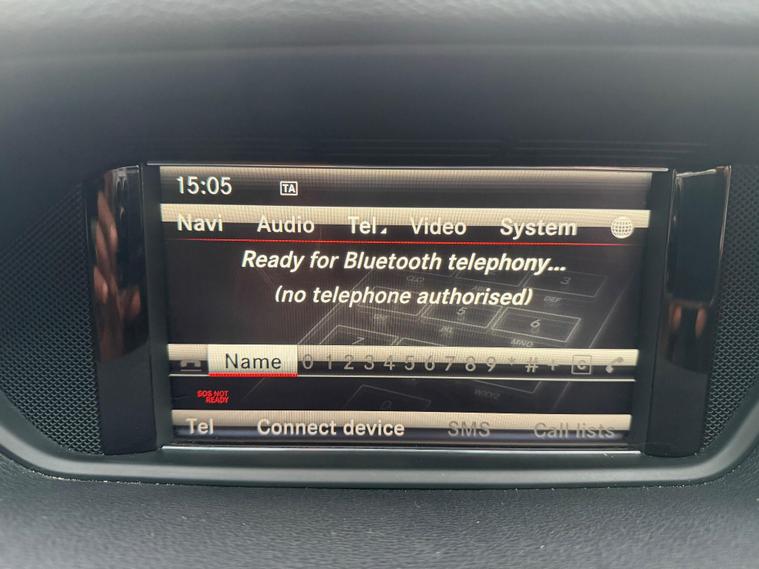 15:05 TA
Navi Audio Tel Video System
Ready for Bluetooth telephony...
(no telephone authorised)
Name 0 1 2 3 4 5 6 7 8 9 * # + C
SOS NOT
READY
Tel Connect device SMS Call lists